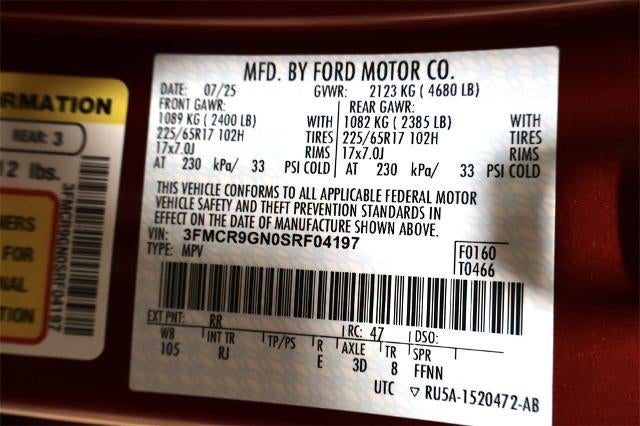 MFD. BY FORD MOTOR CO.
DATE: 07/25 GVWR: 2123 KG ( 4680 LB)
FRONT GAWR: REAR GAWR:
1089 KG ( 2400 LB) WITH 1082 KG ( 2385 LB) WITH
225/65R17 102H TIRES 225/65R17 102H TIRES
17x7.0J RIMS 17x7.0J RIMS
AT 230 kPa/ 33 PSI COLD AT 230 kPa/ 33 PSI COLD
THIS VEHICLE CONFORMS TO ALL APPLICABLE FEDERAL MOTOR
VEHICLE SAFETY AND THEFT PREVENTION STANDARDS IN
EFFECT ON THE DATE OF MANUFACTURE SHOWN ABOVE.
VIN: 3FMCR9GN0SRF04197
TYPE: MPV
F0160
T0466
EXT PNT: RR RC: 47 DSO:
WB INT TR TP/PS R AXLE TR SPR
105 RJ E 3D 8 FFNN
UTC ▽ RU5A-1520472-AB
RMATION
REAR: 3
12 lbs.
NERS
FOR
NAL
TION
3FMCR9GN0SRF04197